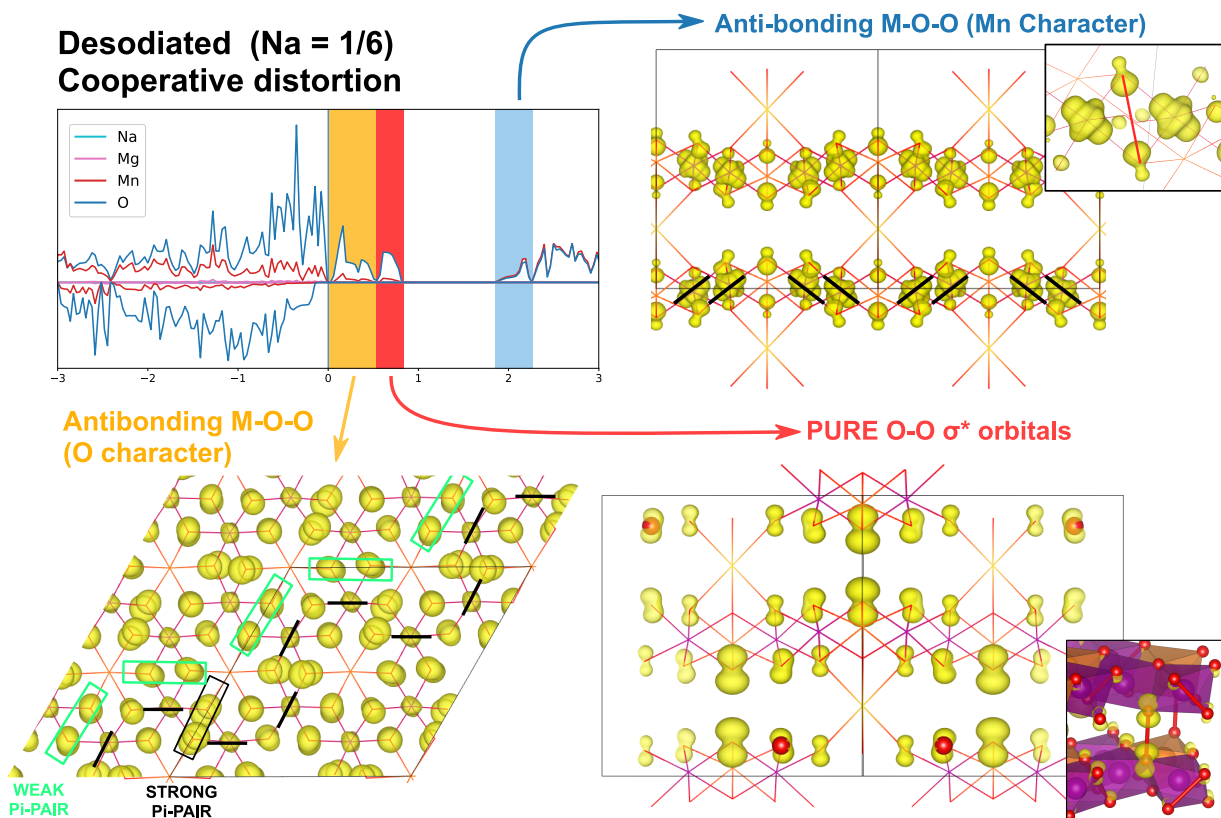 Desodiated (Na = 1/6)
Cooperative distortion
Anti-bonding M-O-O (Mn Character)
Na
Mg
Mn
O
−3
−2
−1
0
1
2
3
Antibonding M-O-O
(O character)
PURE O-O σ* orbitals
WEAK
Pi-PAIR
STRONG
Pi-PAIR